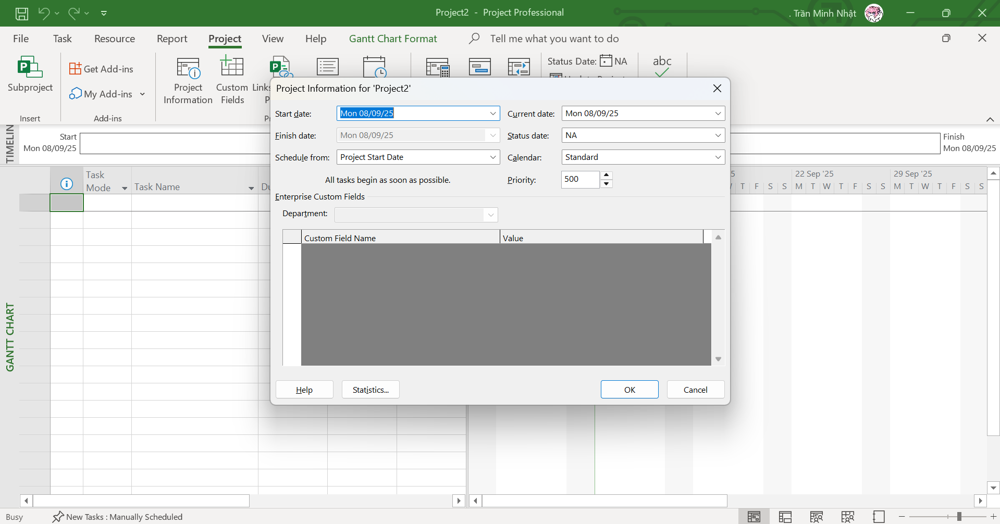 Project2 - Project Professional
. Trần Minh Nhật
File Task Resource Report Project View Help Gantt Chart Format Tell me what you want to do
Subproject
Get Add-ins
My Add-ins
Project Information
Custom Fields
Links
P
Status Date: NA
abc
Insert
Add-ins
TIMELIN
Start
Mon 08/09/25
Finish
Mon 08/09/25
Project Information for 'Project2'
Start date: Mon 08/09/25
Current date: Mon 08/09/25
Finish date: Mon 08/09/25
Status date: NA
Schedule from: Project Start Date
Calendar: Standard
All tasks begin as soon as possible.
Priority: 500
Enterprise Custom Fields
Department:
Custom Field Name Value
Help Statistics... OK Cancel
Task Mode
Task Name
Du
5 22 Sep '25 29 Sep '25
T F S S M T W T F S S M T W T F S S
GANTT CHART
Busy New Tasks : Manually Scheduled